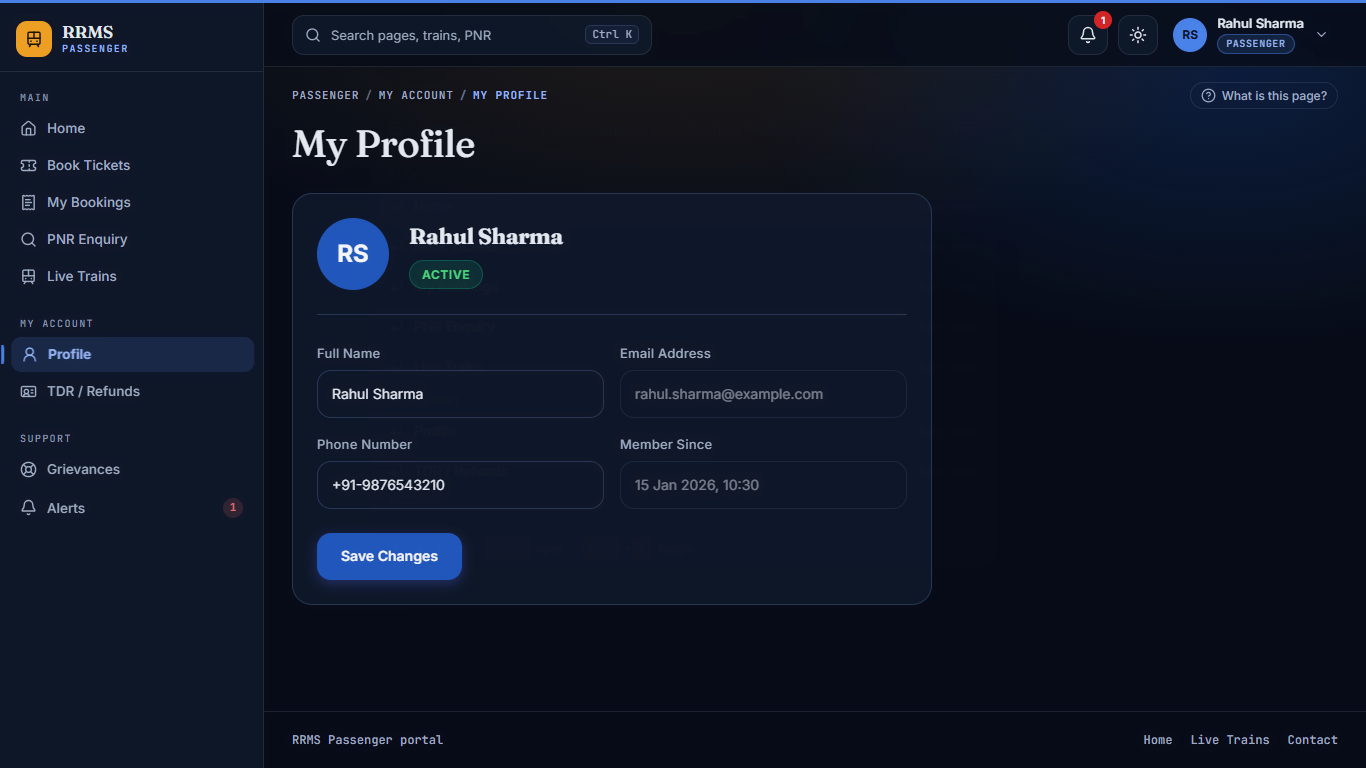 RRMS
PASSENGER
Search pages, trains, PNR
Ctrl K
1
RS
Rahul Sharma
PASSENGER
MAIN
Home
Book Tickets
My Bookings
PNR Enquiry
Live Trains
MY ACCOUNT
Profile
TDR / Refunds
SUPPORT
Grievances
Alerts
1
PASSENGER / MY ACCOUNT / MY PROFILE
What is this page?
My Profile
RS
Rahul Sharma
ACTIVE
Full Name
Email Address
Rahul Sharma
rahul.sharma@example.com
Phone Number
Member Since
+91-9876543210
15 Jan 2026, 10:30
Save Changes
RRMS Passenger portal
Home
Live Trains
Contact